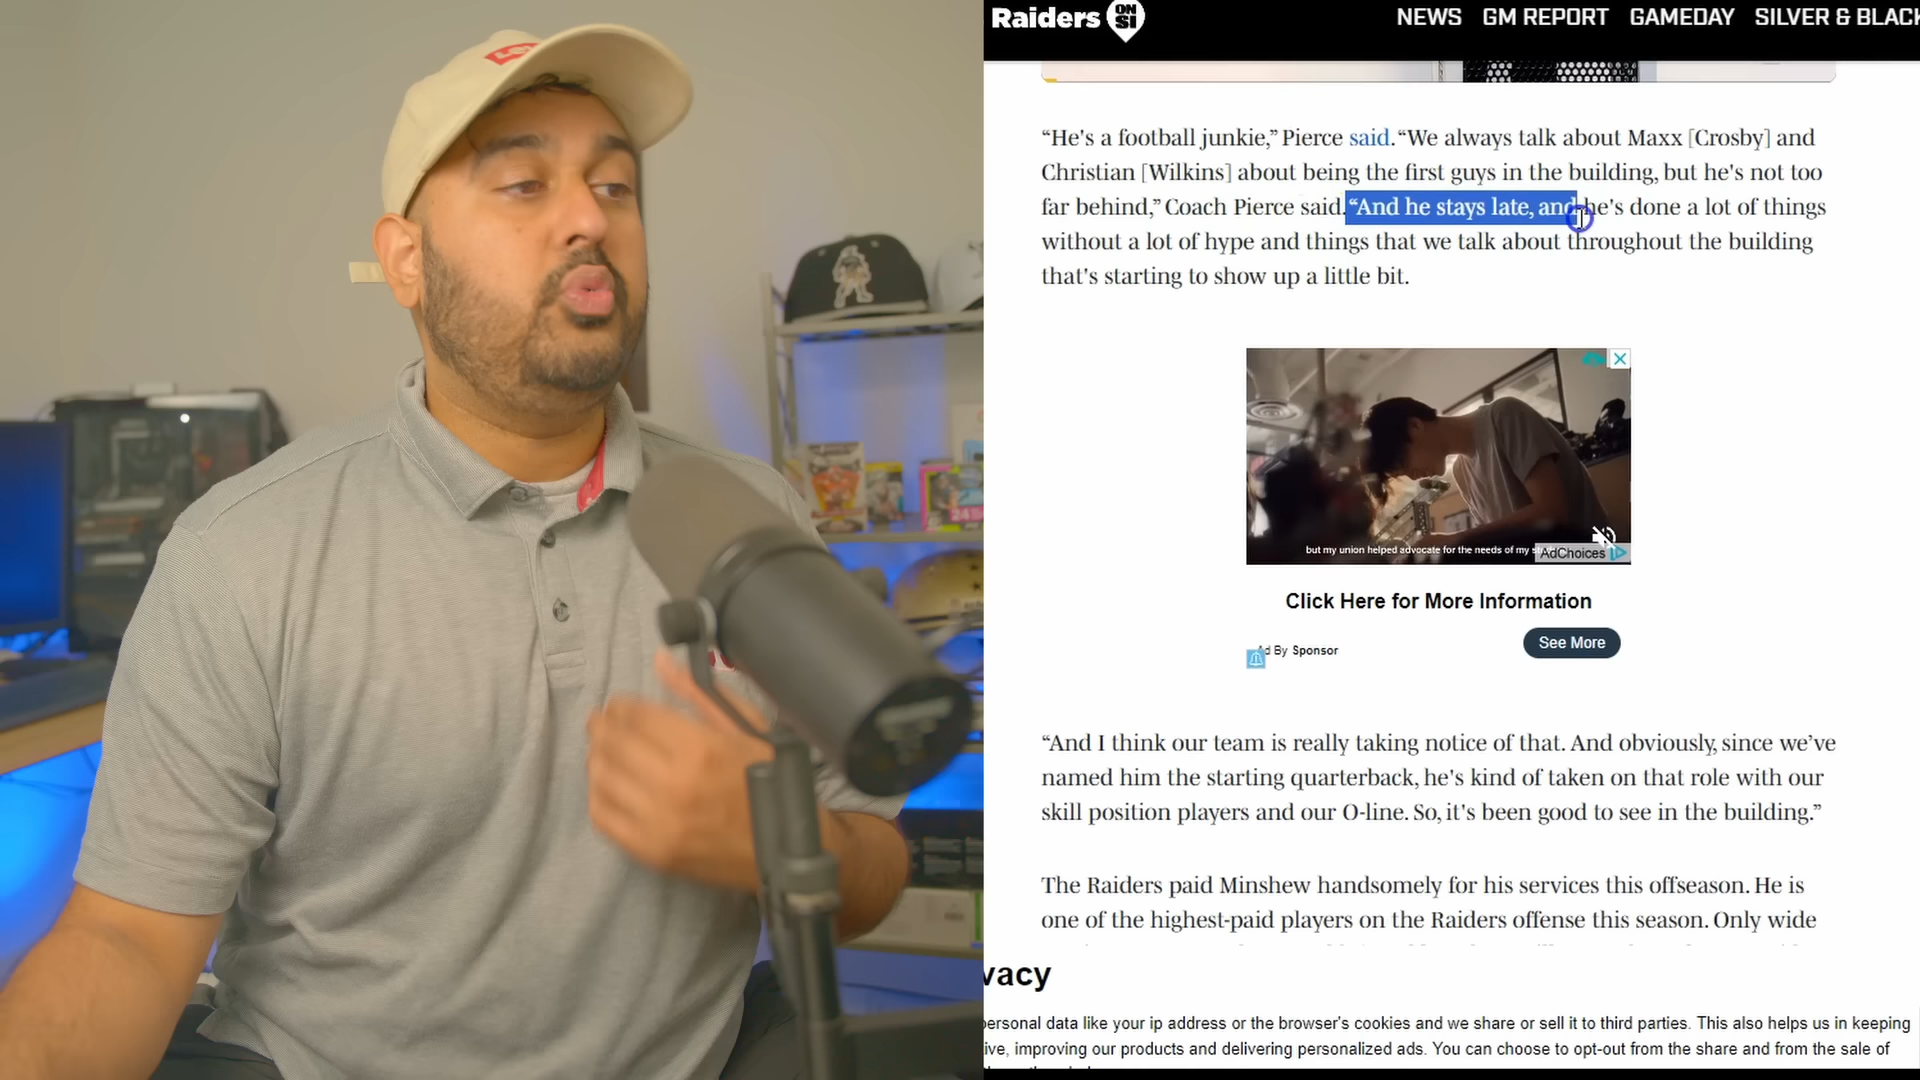 Raiders ON SI
NEWS GM REPORT GAMEDAY SILVER & BLACK
“He's a football junkie,” Pierce said. “We always talk about Maxx [Crosby] and
Christian [Wilkins] about being the first guys in the building, but he's not too
far behind,” Coach Pierce said. “And he stays late, and he's done a lot of things
without a lot of hype and things that we talk about throughout the building
that's starting to show up a little bit.
but my union helped advocate for the needs of my
AdChoices
Click Here for More Information
Ad By Sponsor
See More
“And I think our team is really taking notice of that. And obviously, since we’ve
named him the starting quarterback, he's kind of taken on that role with our
skill position players and our O-line. So, it's been good to see in the building.”
The Raiders paid Minshew handsomely for his services this offseason. He is
one of the highest-paid players on the Raiders offense this season. Only wide
vacy
personal data like your ip address or the browser's cookies and we share or sell it to third parties. This also helps us in keeping
ive, improving our products and delivering personalized ads. You can choose to opt-out from the share and from the sale of